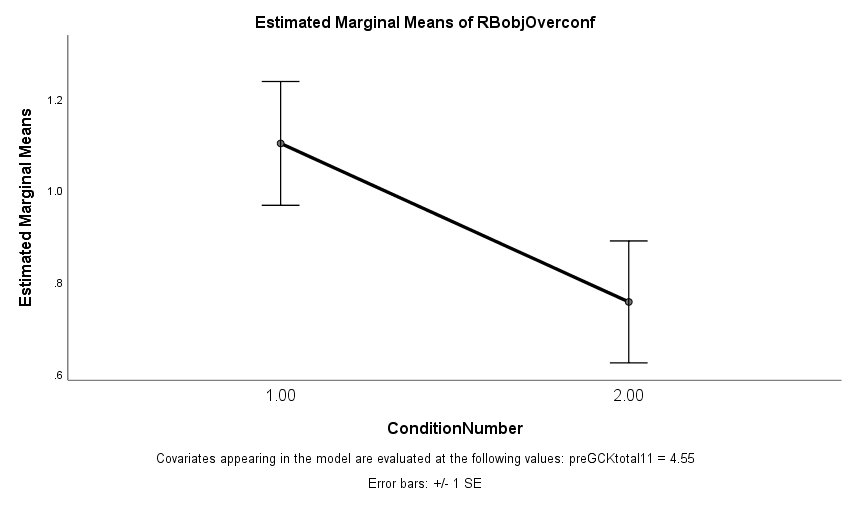 Estimated Marginal Means of RBobjOverconf
Estimated Marginal Means
1.2
1.0
.8
.6
1.00
2.00
ConditionNumber
Covariates appearing in the model are evaluated at the following values: preGCKtotal11 = 4.55
Error bars: +/- 1 SE